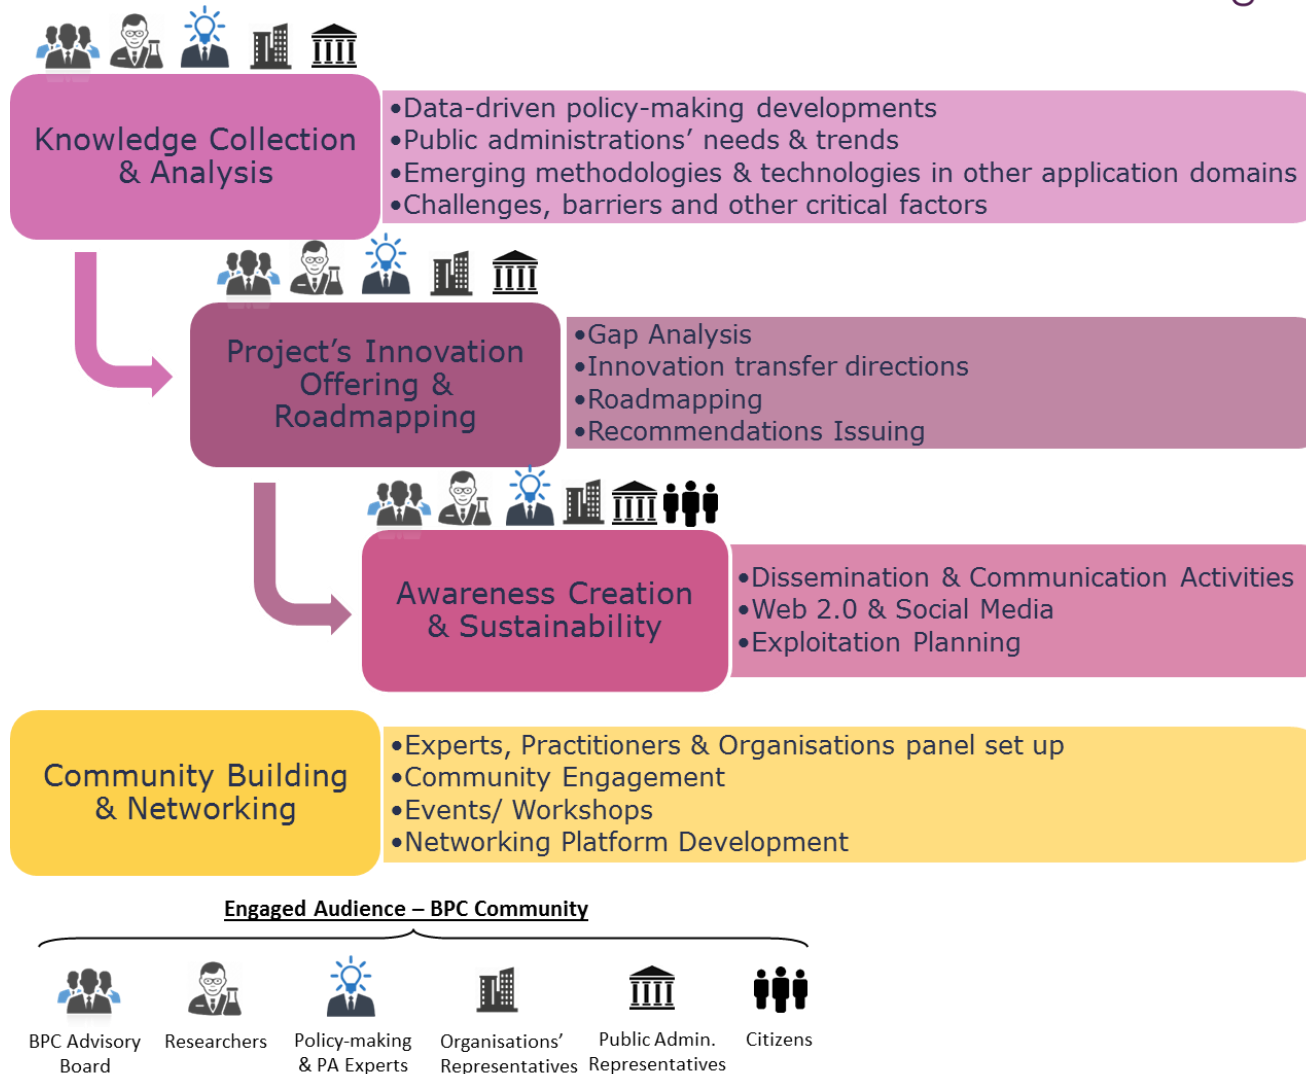 Knowledge Collection
& Analysis
•Data-driven policy-making developments
•Public administrations’ needs & trends
•Emerging methodologies & technologies in other application domains
•Challenges, barriers and other critical factors
Project’s Innovation
Offering &
Roadmapping
•Gap Analysis
•Innovation transfer directions
•Roadmapping
•Recommendations Issuing
Awareness Creation
& Sustainability
•Dissemination & Communication Activities
•Web 2.0 & Social Media
•Exploitation Planning
Community Building
& Networking
•Experts, Practitioners & Organisations panel set up
•Community Engagement
•Events/ Workshops
•Networking Platform Development
Engaged Audience – BPC Community
BPC Advisory
Board
Researchers
Policy-making
& PA Experts
Organisations’
Representatives
Public Admin.
Representatives
Citizens